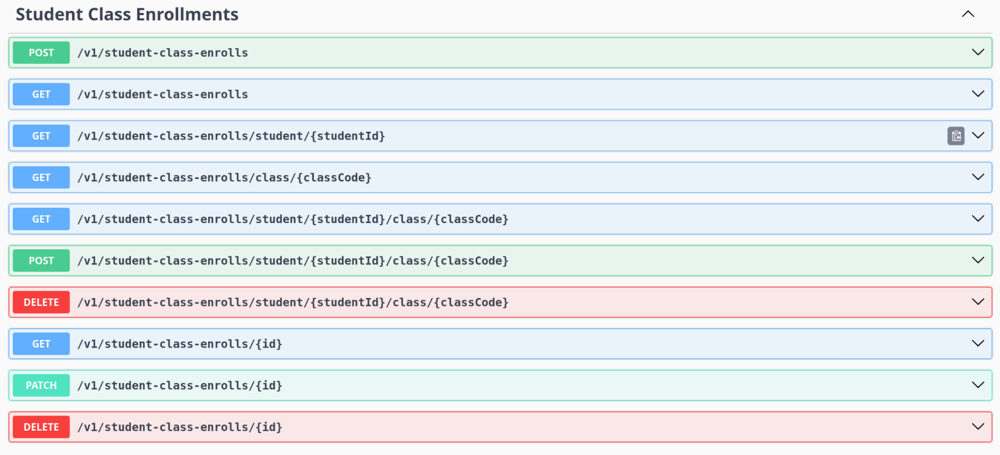 Student Class Enrollments
POST /v1/student-class-enrolls
GET /v1/student-class-enrolls
GET /v1/student-class-enrolls/student/{studentId}
GET /v1/student-class-enrolls/class/{classCode}
GET /v1/student-class-enrolls/student/{studentId}/class/{classCode}
POST /v1/student-class-enrolls/student/{studentId}/class/{classCode}
DELETE /v1/student-class-enrolls/student/{studentId}/class/{classCode}
GET /v1/student-class-enrolls/{id}
PATCH /v1/student-class-enrolls/{id}
DELETE /v1/student-class-enrolls/{id}